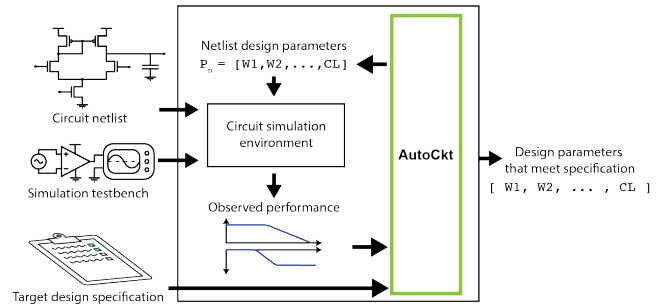 Netlist design parameters
Pn = [W1,W2,...,CL]
Circuit netlist
Circuit simulation
environment
AutoCkt
Design parameters
that meet specification
[ W1, W2, ... , CL ]
Simulation testbench
Observed performance
Target design specification